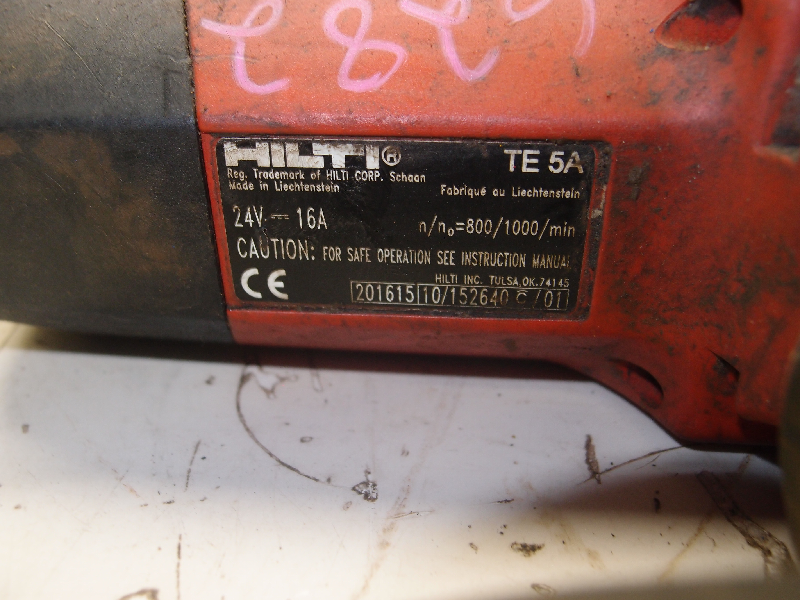 HILTI® TE 5A
Reg. Trademark of HILTI CORP. Schaan
Made in Liechtenstein Fabriqué au Liechtenstein
24V 16A n/n₀=800/1000/min
CAUTION: FOR SAFE OPERATION SEE INSTRUCTION MANUAL
HILTI INC. TULSA,OK.74145
CE 201615 10/152640 C /01